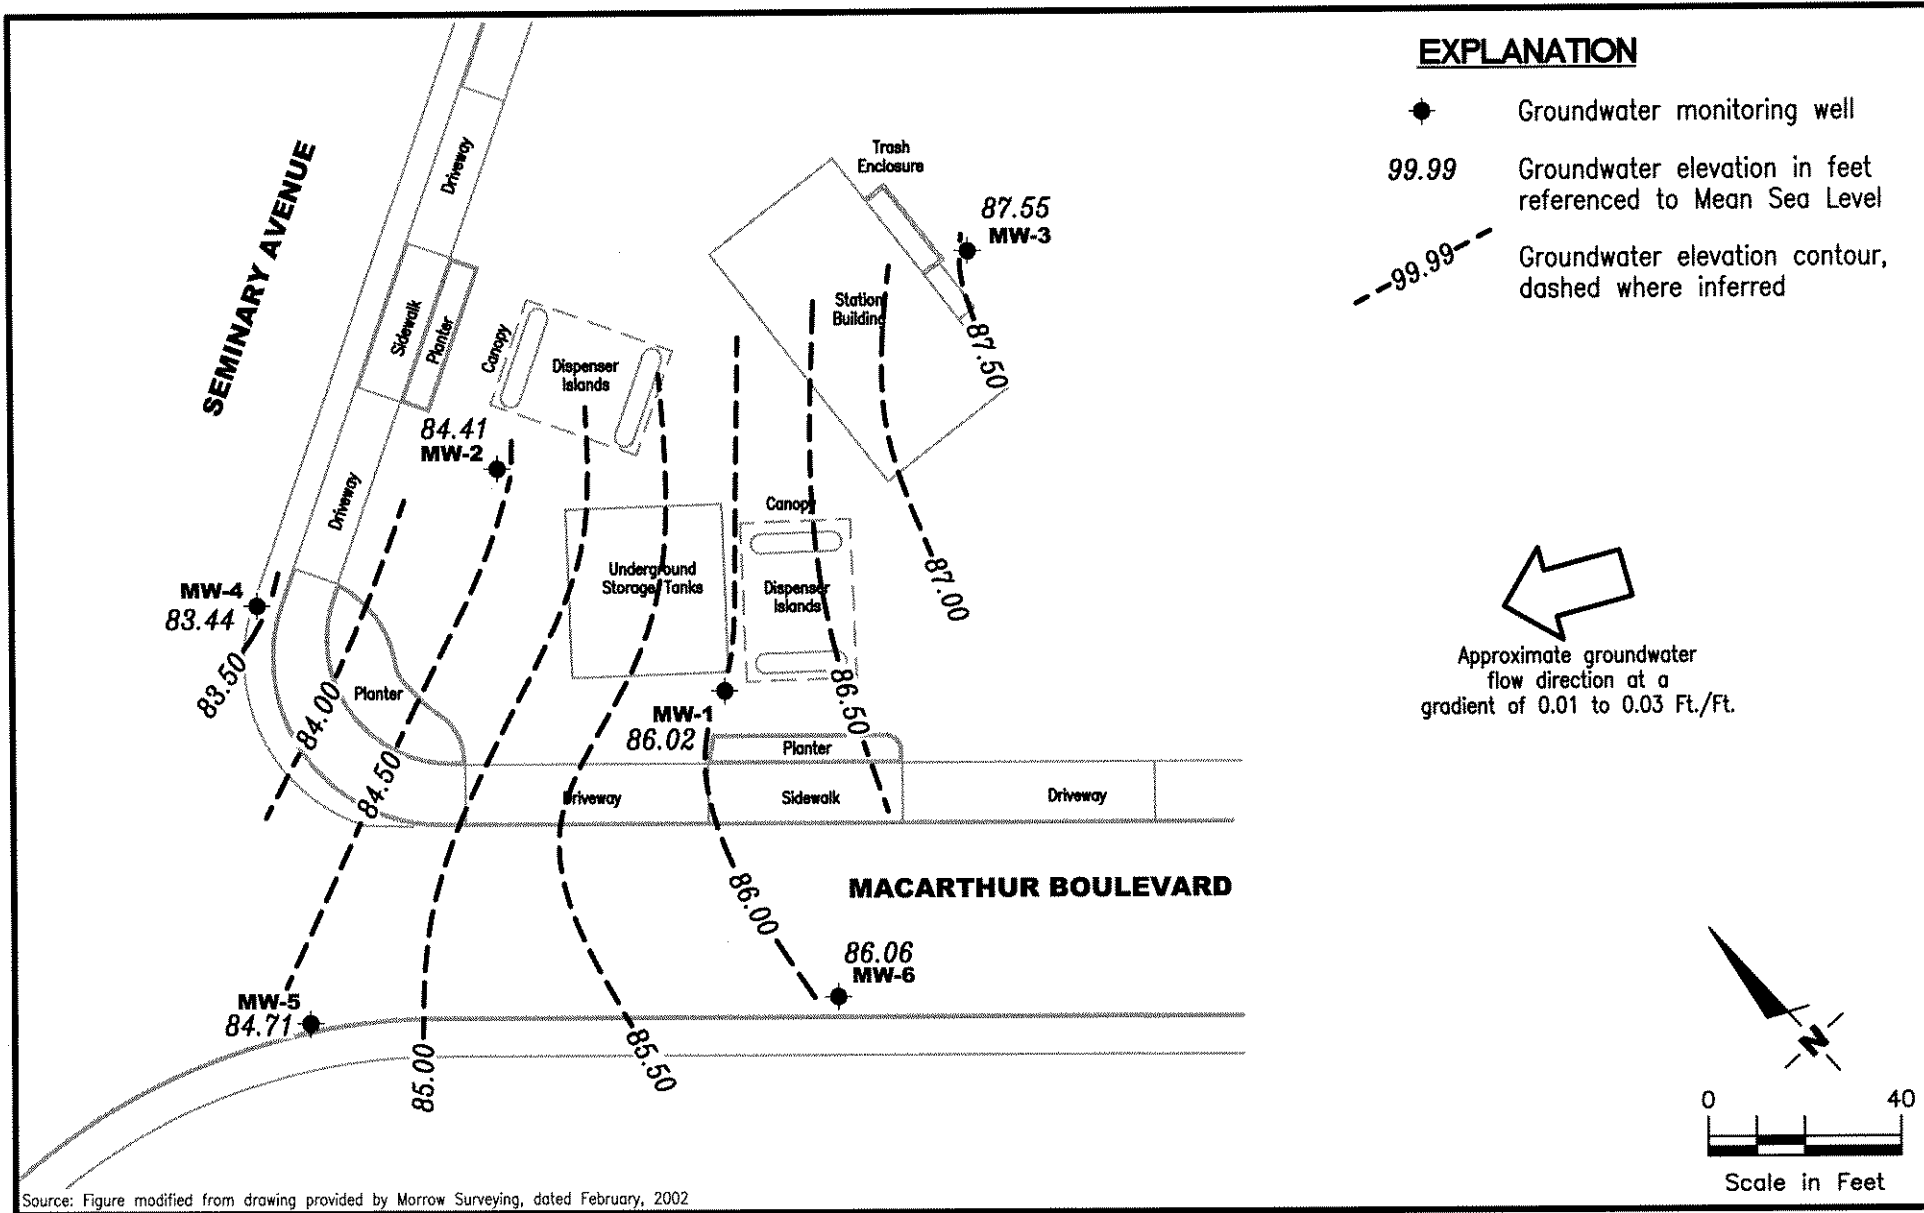 EXPLANATION
Groundwater monitoring well
99.99
Groundwater elevation in feet
referenced to Mean Sea Level
99.99
Groundwater elevation contour,
dashed where inferred
SEMINARY AVENUE
Driveway
Sidewalk
Planter
Driveway
Canopy
Dispenser
Islands
Trash
Enclosure
Station
Building
87.55
MW-3
87.50
84.41
MW-2
MW-4
83.44
83.50
84.00
Planter
84.50
Underground
Storage Tanks
Canopy
Dispenser
Islands
87.00
86.50
MW-1
86.02
Planter
Driveway
Sidewalk
Driveway
86.00
MACARTHUR BOULEVARD
86.06
MW-6
MW-5
84.71
85.00
85.50
Approximate groundwater
flow direction at a
gradient of 0.01 to 0.03 Ft./Ft.
N
0 40
Scale in Feet
Source: Figure modified from drawing provided by Morrow Surveying, dated February, 2002